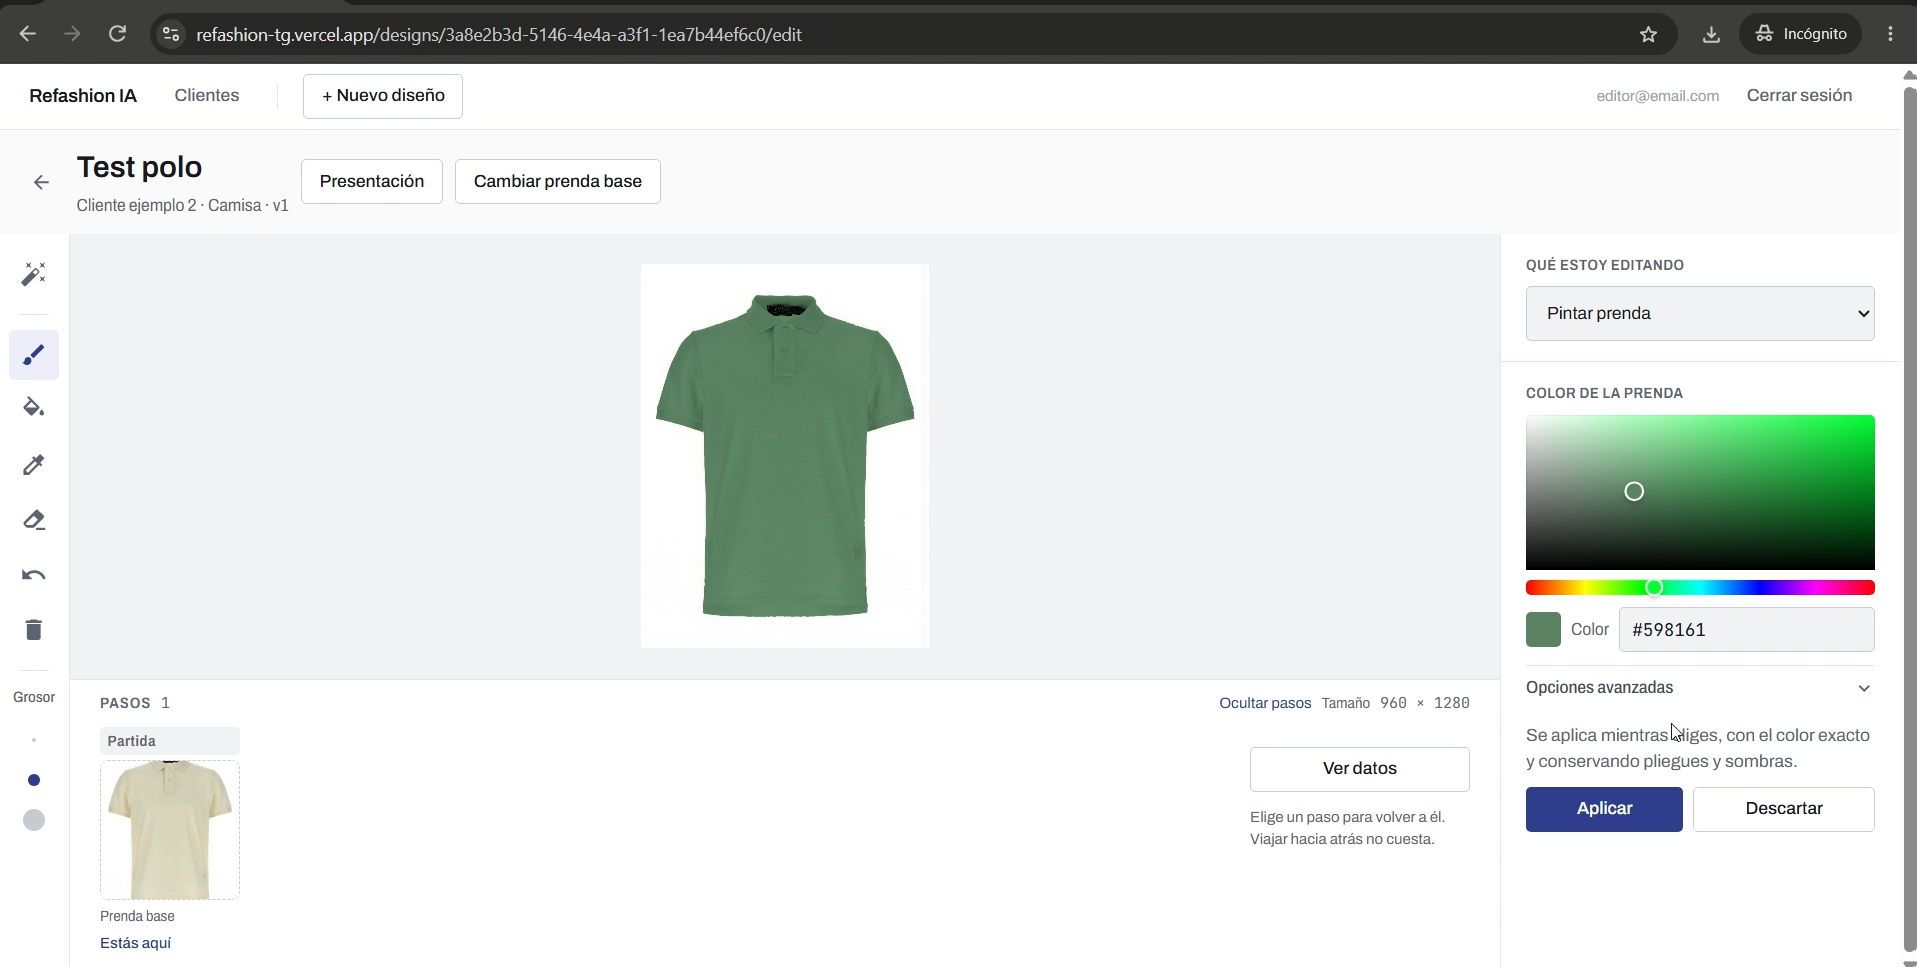 refashion-tg.vercel.app/designs/3a8e2b3d-5146-4e4a-a3f1-1ea7b44ef6c0/edit
Incógnito
Refashion IA
Clientes
+ Nuevo diseño
editor@email.com
Cerrar sesión
Test polo
Cliente ejemplo 2 · Camisa · v1
Presentación
Cambiar prenda base
QUÉ ESTOY EDITANDO
Pintar prenda
COLOR DE LA PRENDA
Color
#598161
Opciones avanzadas
Se aplica mientras eliges, con el color exacto
y conservando pliegues y sombras.
Aplicar
Descartar
Grosor
PASOS 1
Ocultar pasos
Tamaño 960 × 1280
Partida
Prenda base
Estás aquí
Ver datos
Elige un paso para volver a él.
Viajar hacia atrás no cuesta.